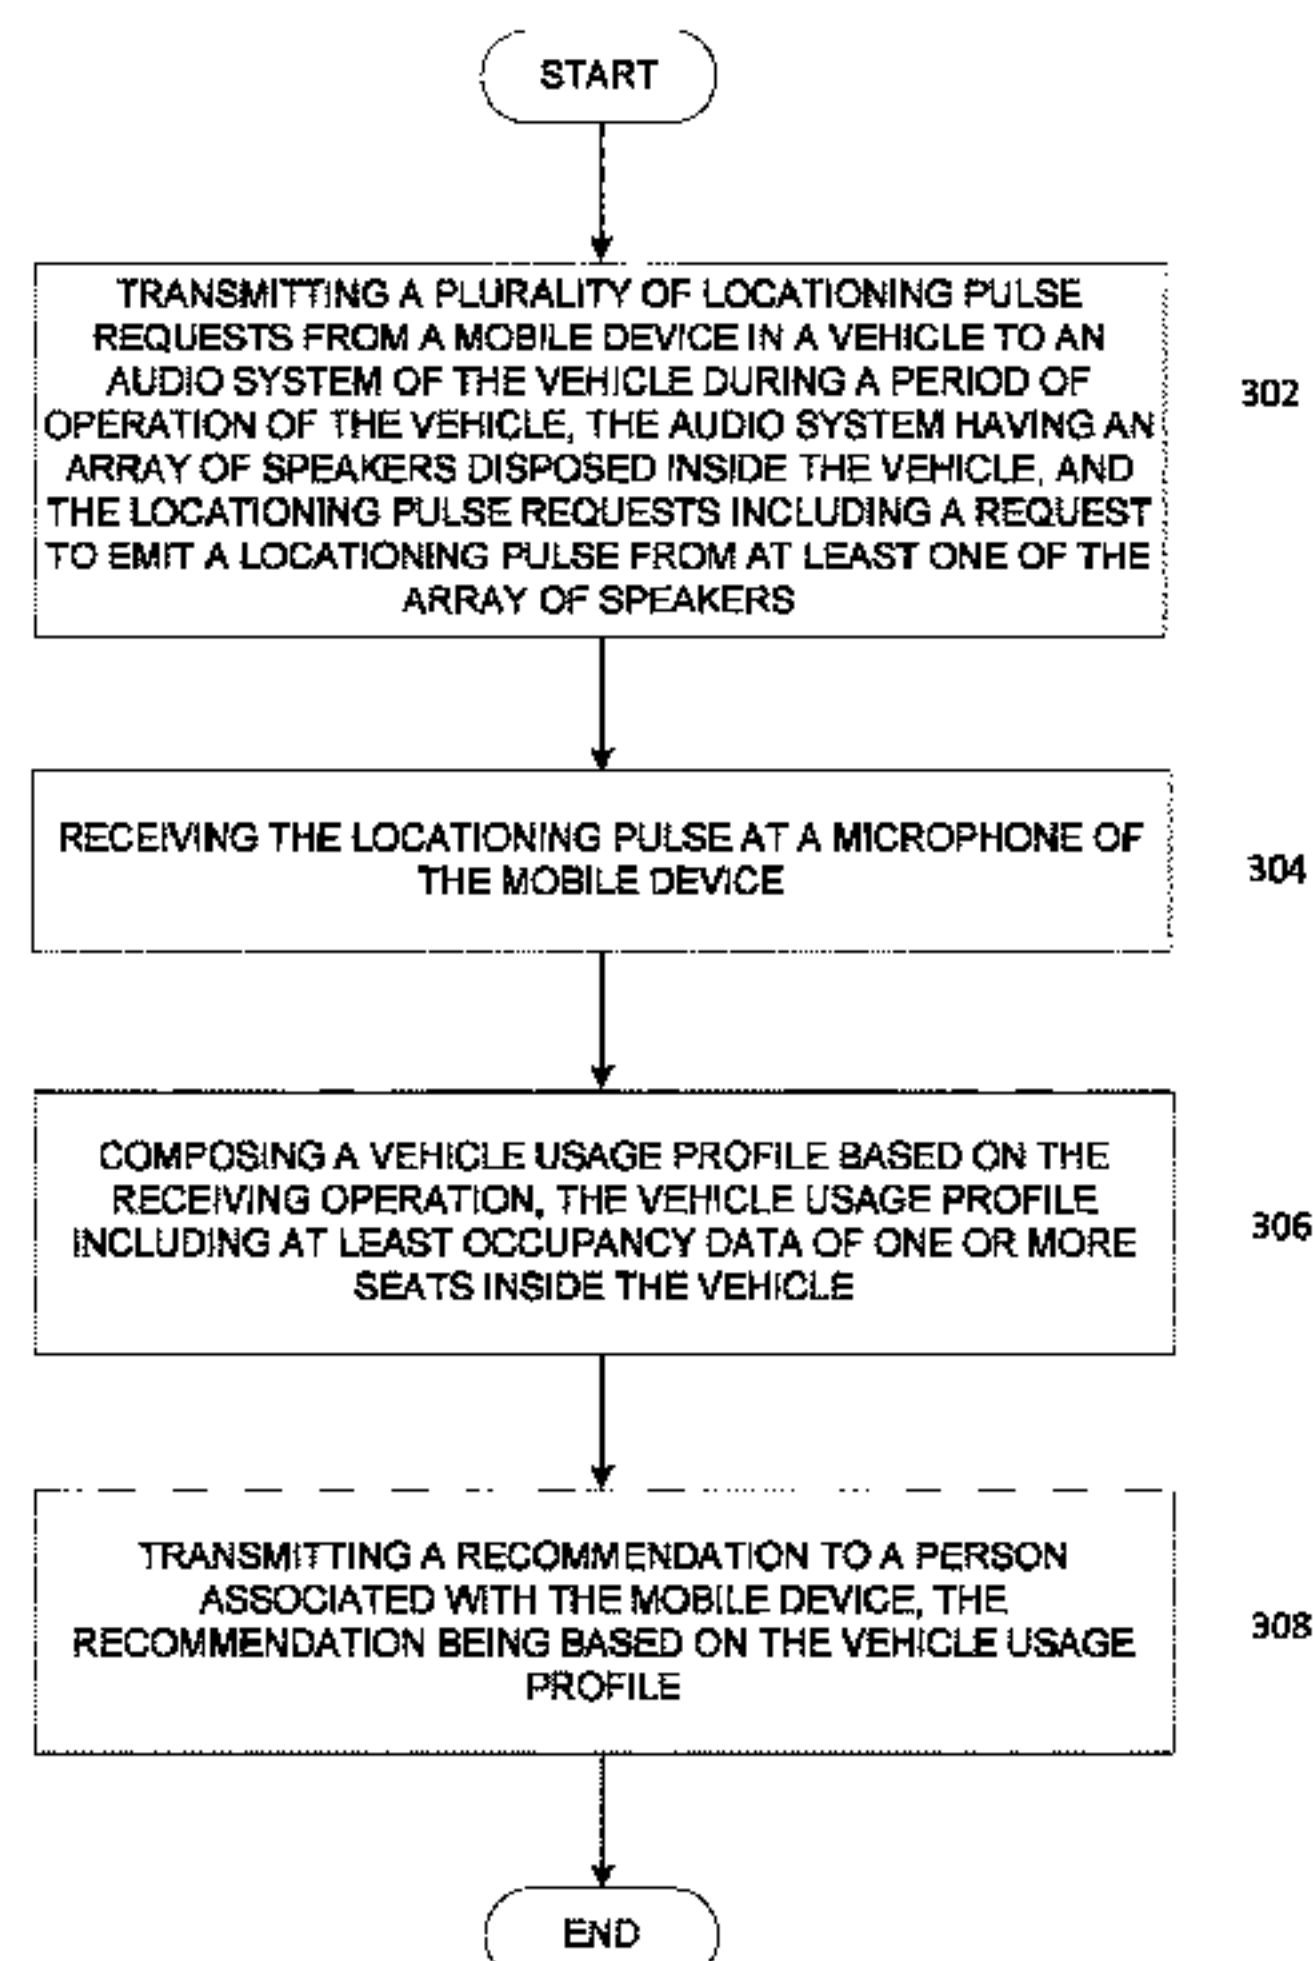 START
TRANSMITTING A PLURALITY OF LOCATIONING PULSE
REQUESTS FROM A MOBILE DEVICE IN A VEHICLE TO AN
AUDIO SYSTEM OF THE VEHICLE DURING A PERIOD OF
OPERATION OF THE VEHICLE, THE AUDIO SYSTEM HAVING AN
ARRAY OF SPEAKERS DISPOSED INSIDE THE VEHICLE, AND
THE LOCATIONING PULSE REQUESTS INCLUDING A REQUEST
TO EMIT A LOCATIONING PULSE FROM AT LEAST ONE OF THE
ARRAY OF SPEAKERS
302
RECEIVING THE LOCATIONING PULSE AT A MICROPHONE OF
THE MOBILE DEVICE
304
COMPOSING A VEHICLE USAGE PROFILE BASED ON THE
RECEIVING OPERATION, THE VEHICLE USAGE PROFILE
INCLUDING AT LEAST OCCUPANCY DATA OF ONE OR MORE
SEATS INSIDE THE VEHICLE
306
TRANSMITTING A RECOMMENDATION TO A PERSON
ASSOCIATED WITH THE MOBILE DEVICE, THE
RECOMMENDATION BEING BASED ON THE VEHICLE USAGE
PROFILE
308
END